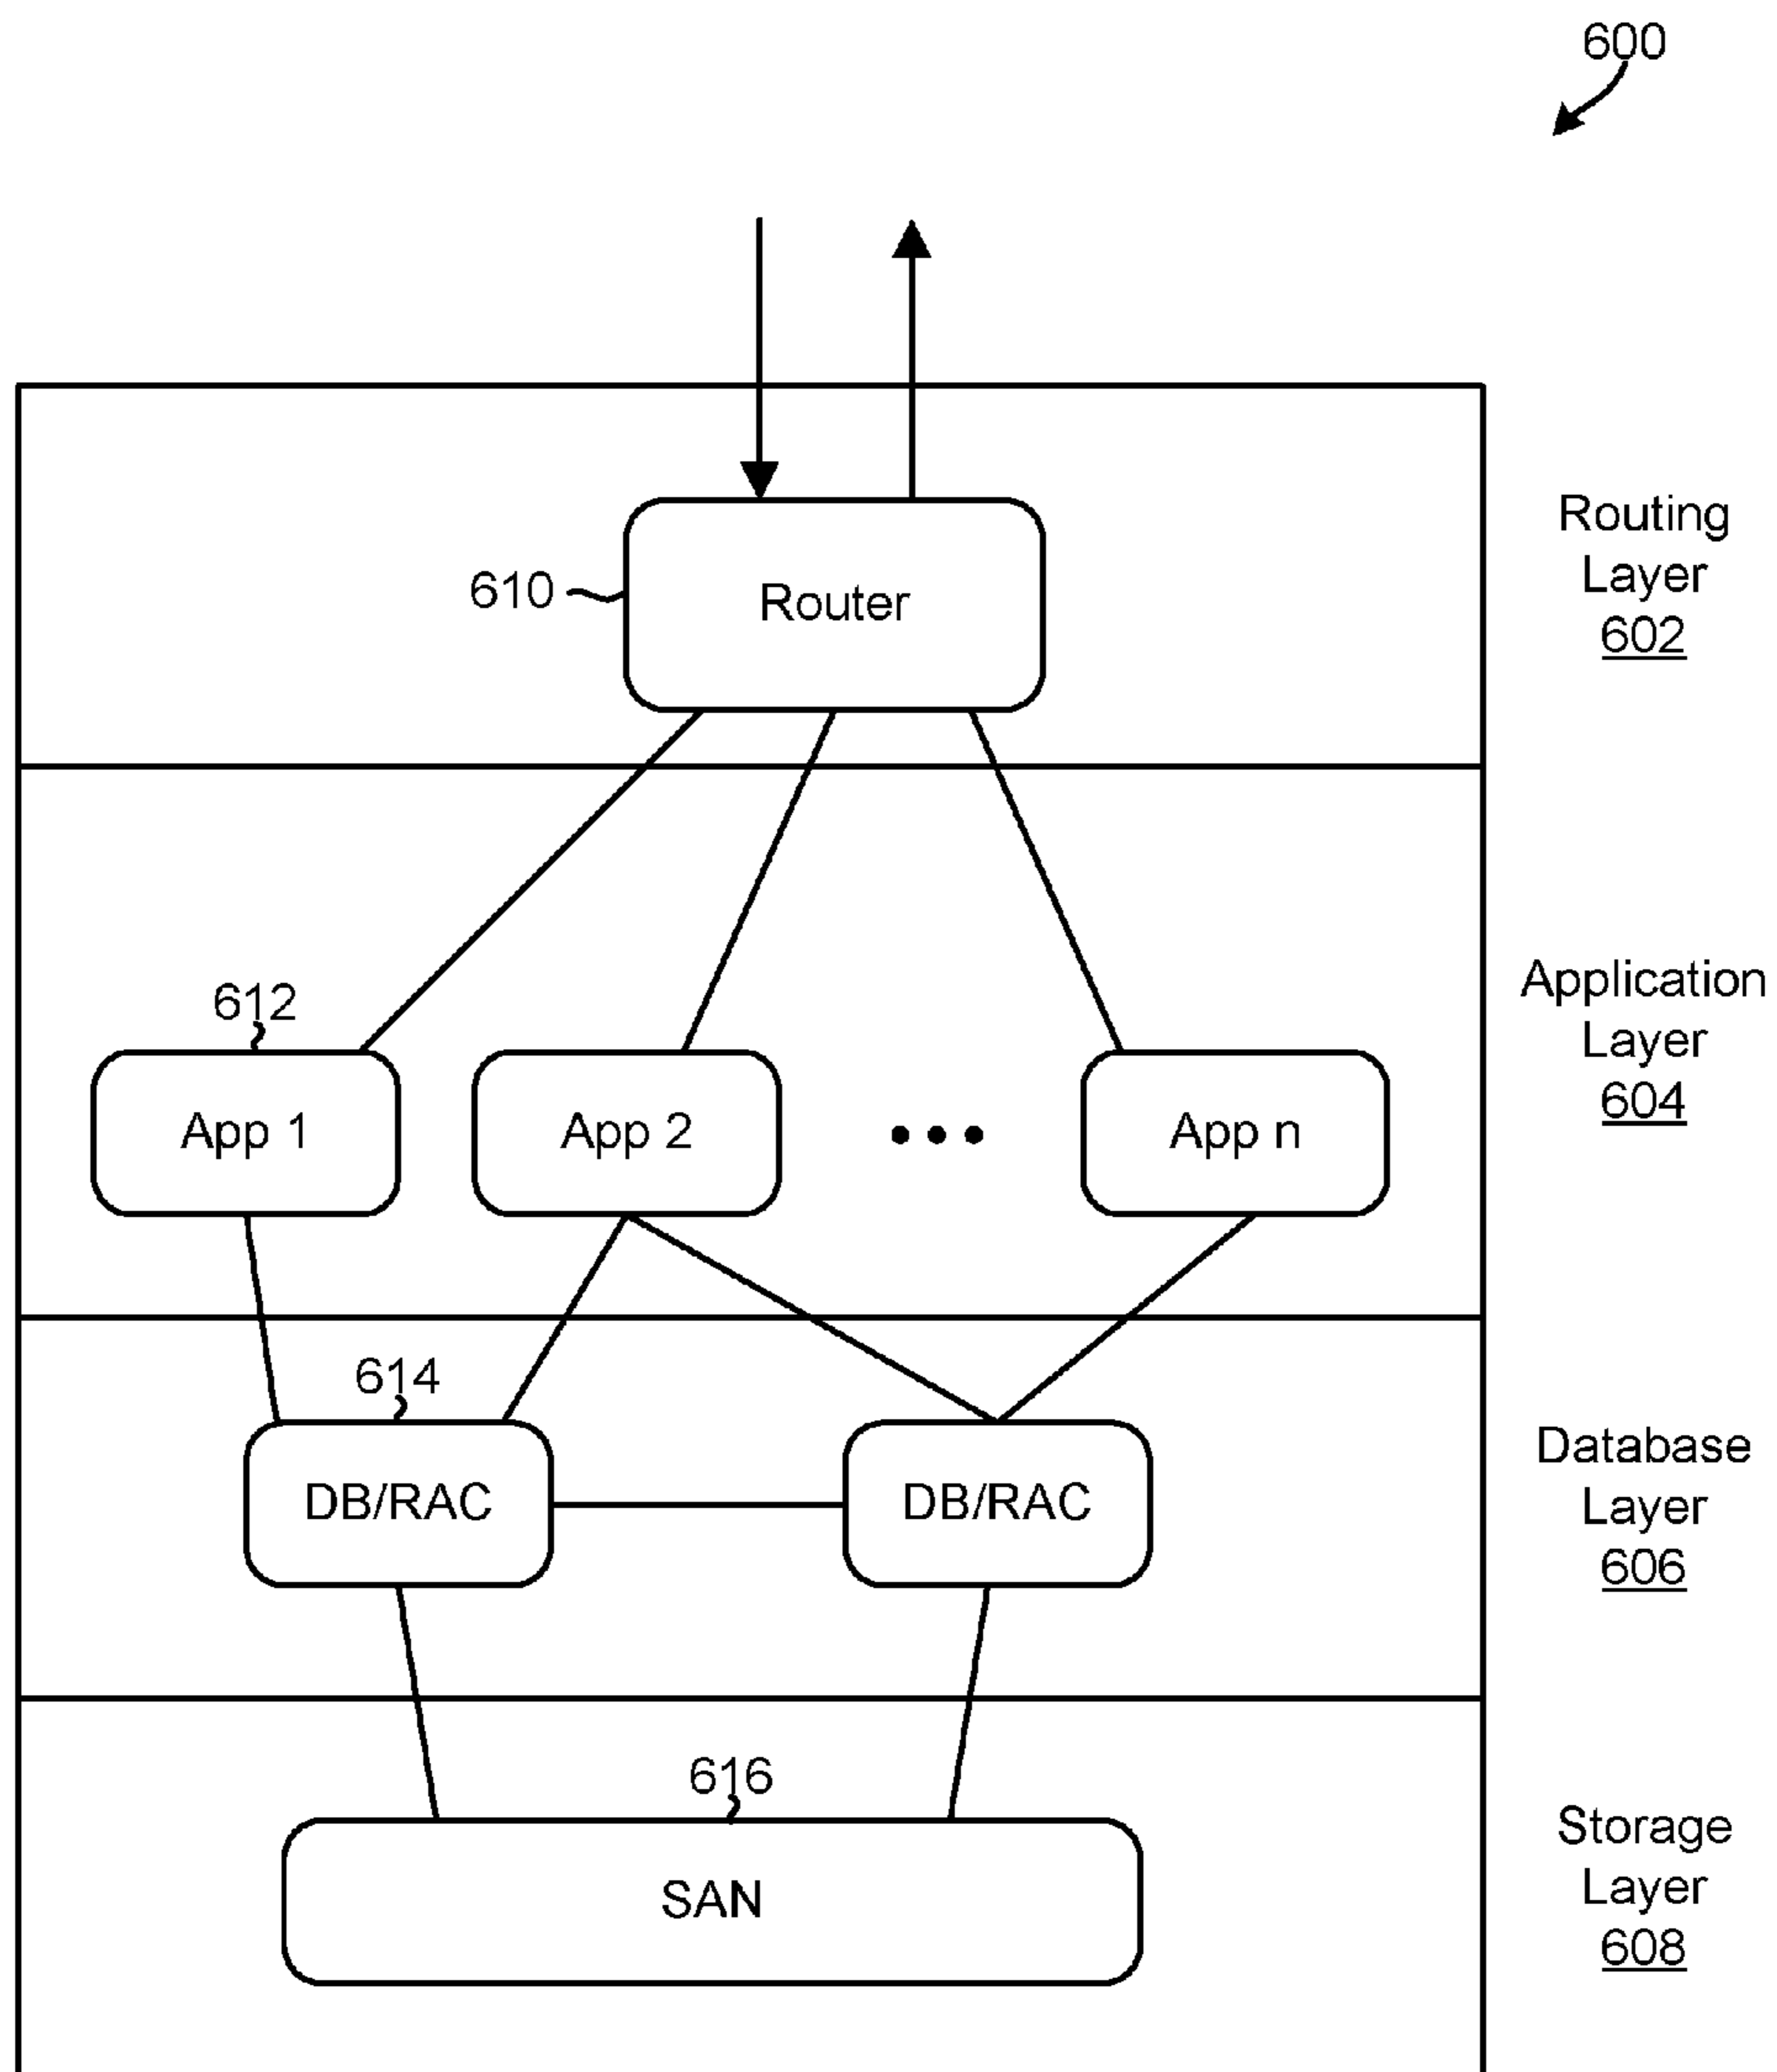 600
Routing
Layer
602
610
Router
Application
Layer
604
612
App 1
App 2
App n
Database
Layer
606
614
DB/RAC
DB/RAC
Storage
Layer
608
616
SAN